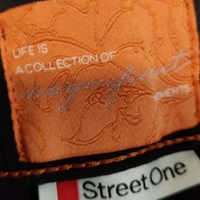 LIFE IS
A COLLECTION OF
EVENTS
Street One